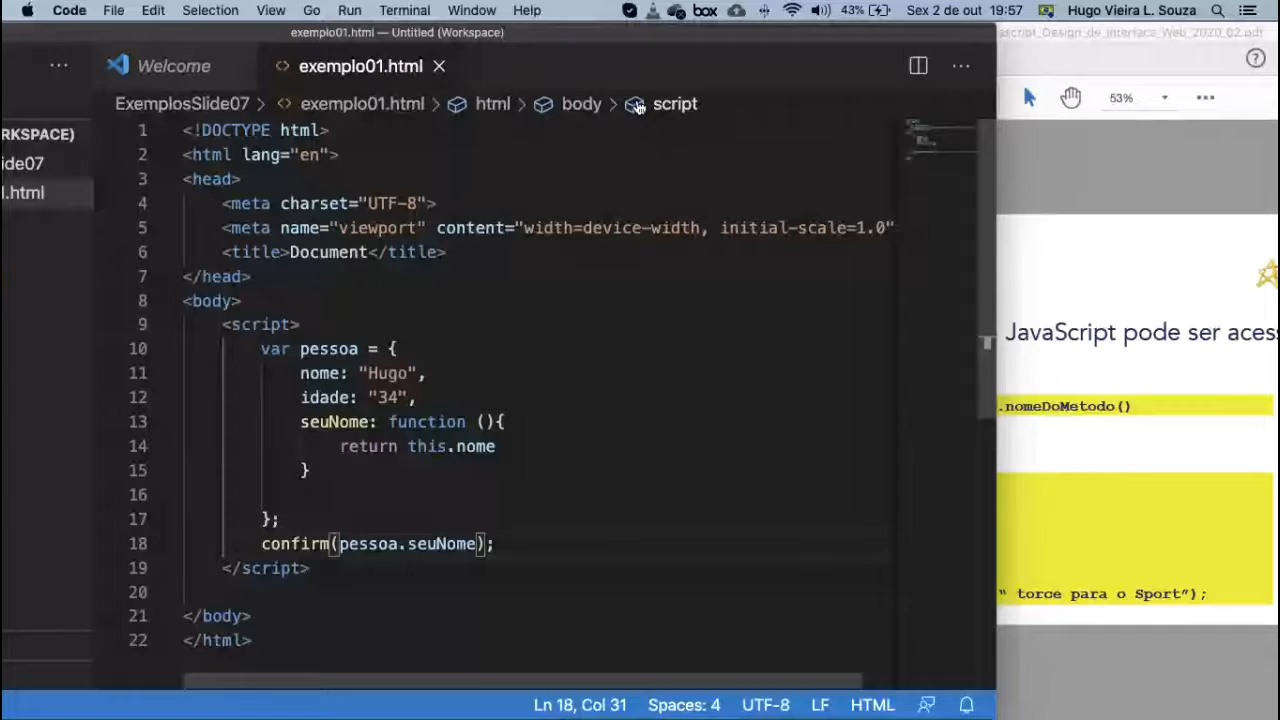 Code File Edit Selection View Go Run Terminal Window Help box 43% Sex 2 de out 19:57 Hugo Vieira L. Souza
exemplo01.html — Untitled (Workspace)
ascript_Design_de_Interface_Web_2020_02.pdf
Welcome exemplo01.html
53%
ExemplosSlide07 > exemplo01.html > html > body > script
RKSPACE)
ide07
.html
1 <!DOCTYPE html>
2 <html lang="en">
3 <head>
4 <meta charset="UTF-8">
5 <meta name="viewport" content="width=device-width, initial-scale=1.0"
6 <title>Document</title>
7 </head>
8 <body>
9 <script>
10 var pessoa = {
11 nome: "Hugo",
12 idade: "34",
13 seuNome: function (){
14 return this.nome
15 }
16
17 };
18 confirm(pessoa.seuNome);
19 </script>
20
21 </body>
22 </html>
JavaScript pode ser acess
.nomeDoMetodo()
“ torce para o Sport”);
Ln 18, Col 31 Spaces: 4 UTF-8 LF HTML